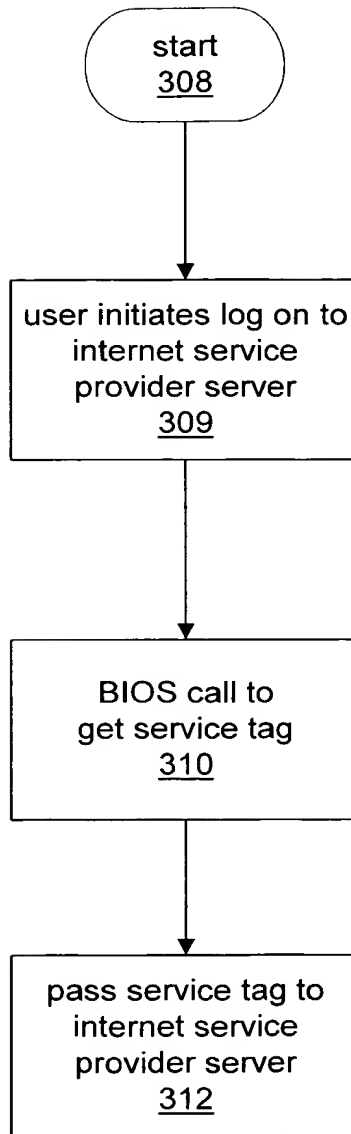 start
308
user initiates log on to
internet service
provider server
309
BIOS call to
get service tag
310
pass service tag to
internet service
provider server
312